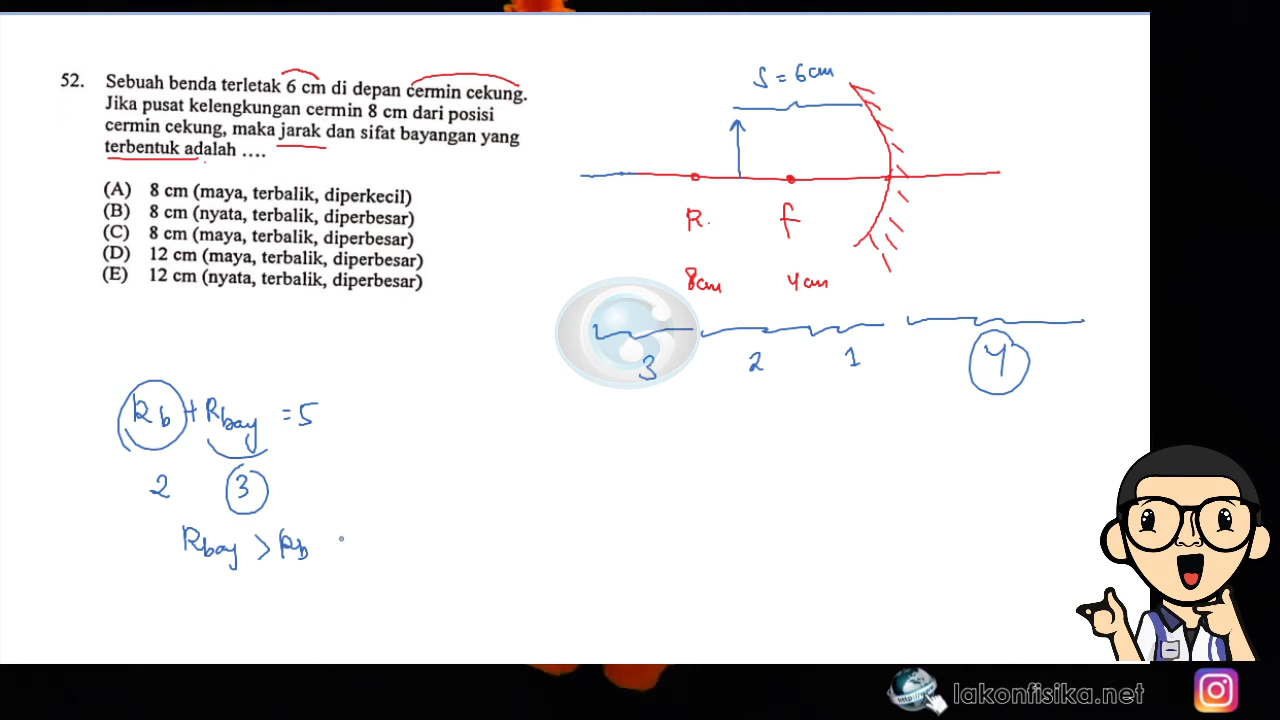 52. Sebuah benda terletak 6 cm di depan cermin cekung.
Jika pusat kelengkungan cermin 8 cm dari posisi
cermin cekung, maka jarak dan sifat bayangan yang
terbentuk adalah ....
(A) 8 cm (maya, terbalik, diperkecil)
(B) 8 cm (nyata, terbalik, diperbesar)
(C) 8 cm (maya, terbalik, diperbesar)
(D) 12 cm (maya, terbalik, diperbesar)
(E) 12 cm (nyata, terbalik, diperbesar)
S = 6cm
R. f
8cm 4cm
3 2 1 4
Rb + Rbay = 5
2 3
Rbay > Rb
lakonfisika.net